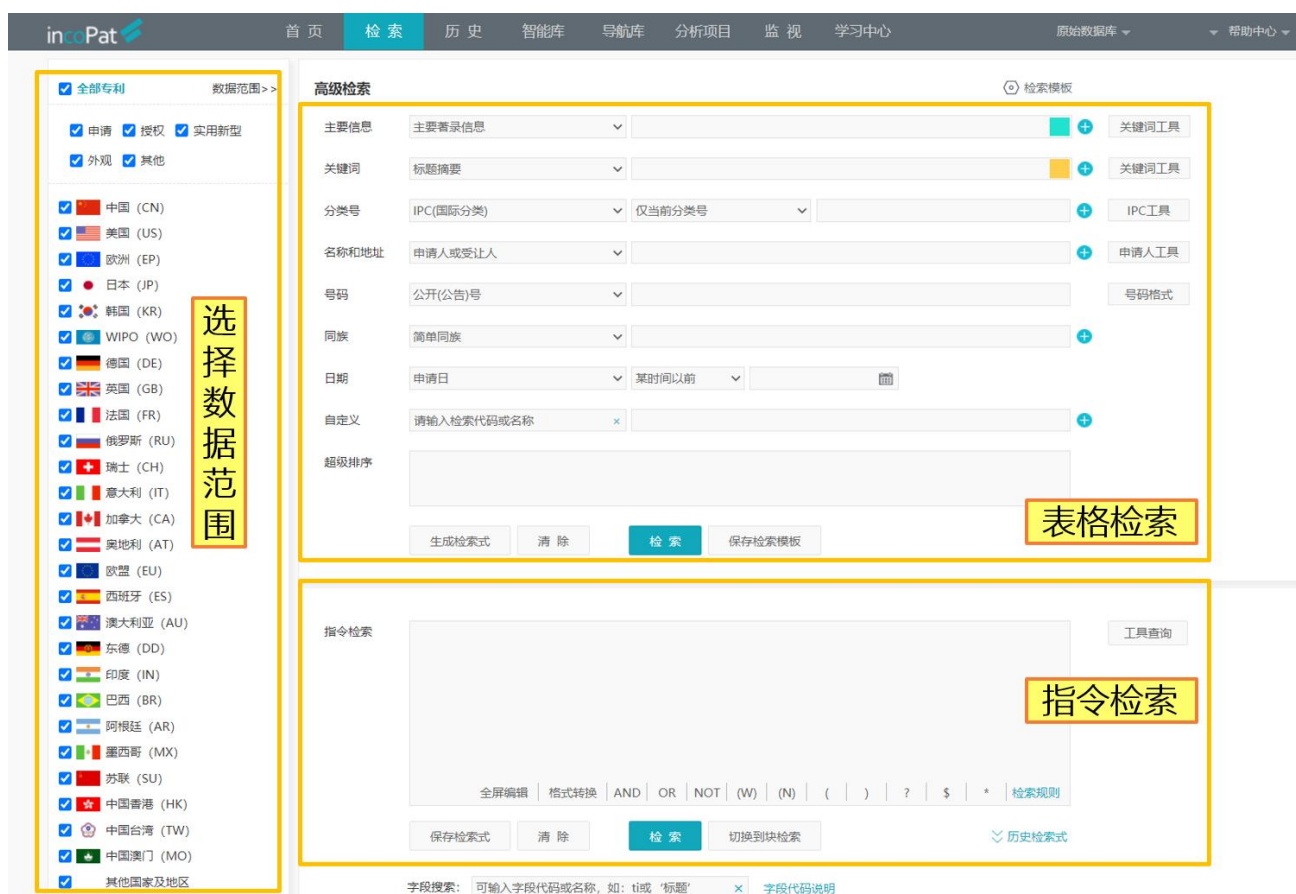 incoPat
首 页
检 索
历 史
智能库
导航库
分析项目
监 视
学习中心
原始数据库
帮助中心
全部专利
数据范围>>
申请
授权
实用新型
外观
其他
中国 (CN)
美国 (US)
欧洲 (EP)
日本 (JP)
韩国 (KR)
WIPO (WO)
德国 (DE)
英国 (GB)
法国 (FR)
俄罗斯 (RU)
瑞士 (CH)
意大利 (IT)
加拿大 (CA)
奥地利 (AT)
欧盟 (EU)
西班牙 (ES)
澳大利亚 (AU)
东德 (DD)
印度 (IN)
巴西 (BR)
阿根廷 (AR)
墨西哥 (MX)
苏联 (SU)
中国香港 (HK)
中国台湾 (TW)
中国澳门 (MO)
其他国家及地区
选择数据范围
高级检索
检索模板
主要信息 主要著录信息 关键词工具
关键词 标题摘要 关键词工具
分类号 IPC(国际分类) 仅当前分类号 IPC工具
名称和地址 申请人或受让人 申请人工具
号码 公开(公告)号 号码格式
同族 简单同族
日期 申请日 某时间以前
自定义 请输入检索代码或名称 ×
超级排序
表格检索
生成检索式 清 除 检 索 保存检索模板
指令检索 工具查询
指令检索
全屏编辑 | 格式转换 | AND | OR | NOT | (W) | (N) | ( | ) | ? | $ | * | 检索规则
保存检索式 清 除 检 索 切换到块检索 历史检索式
字段搜索: 可输入字段代码或名称, 如: ti或 '标题' × 字段代码说明